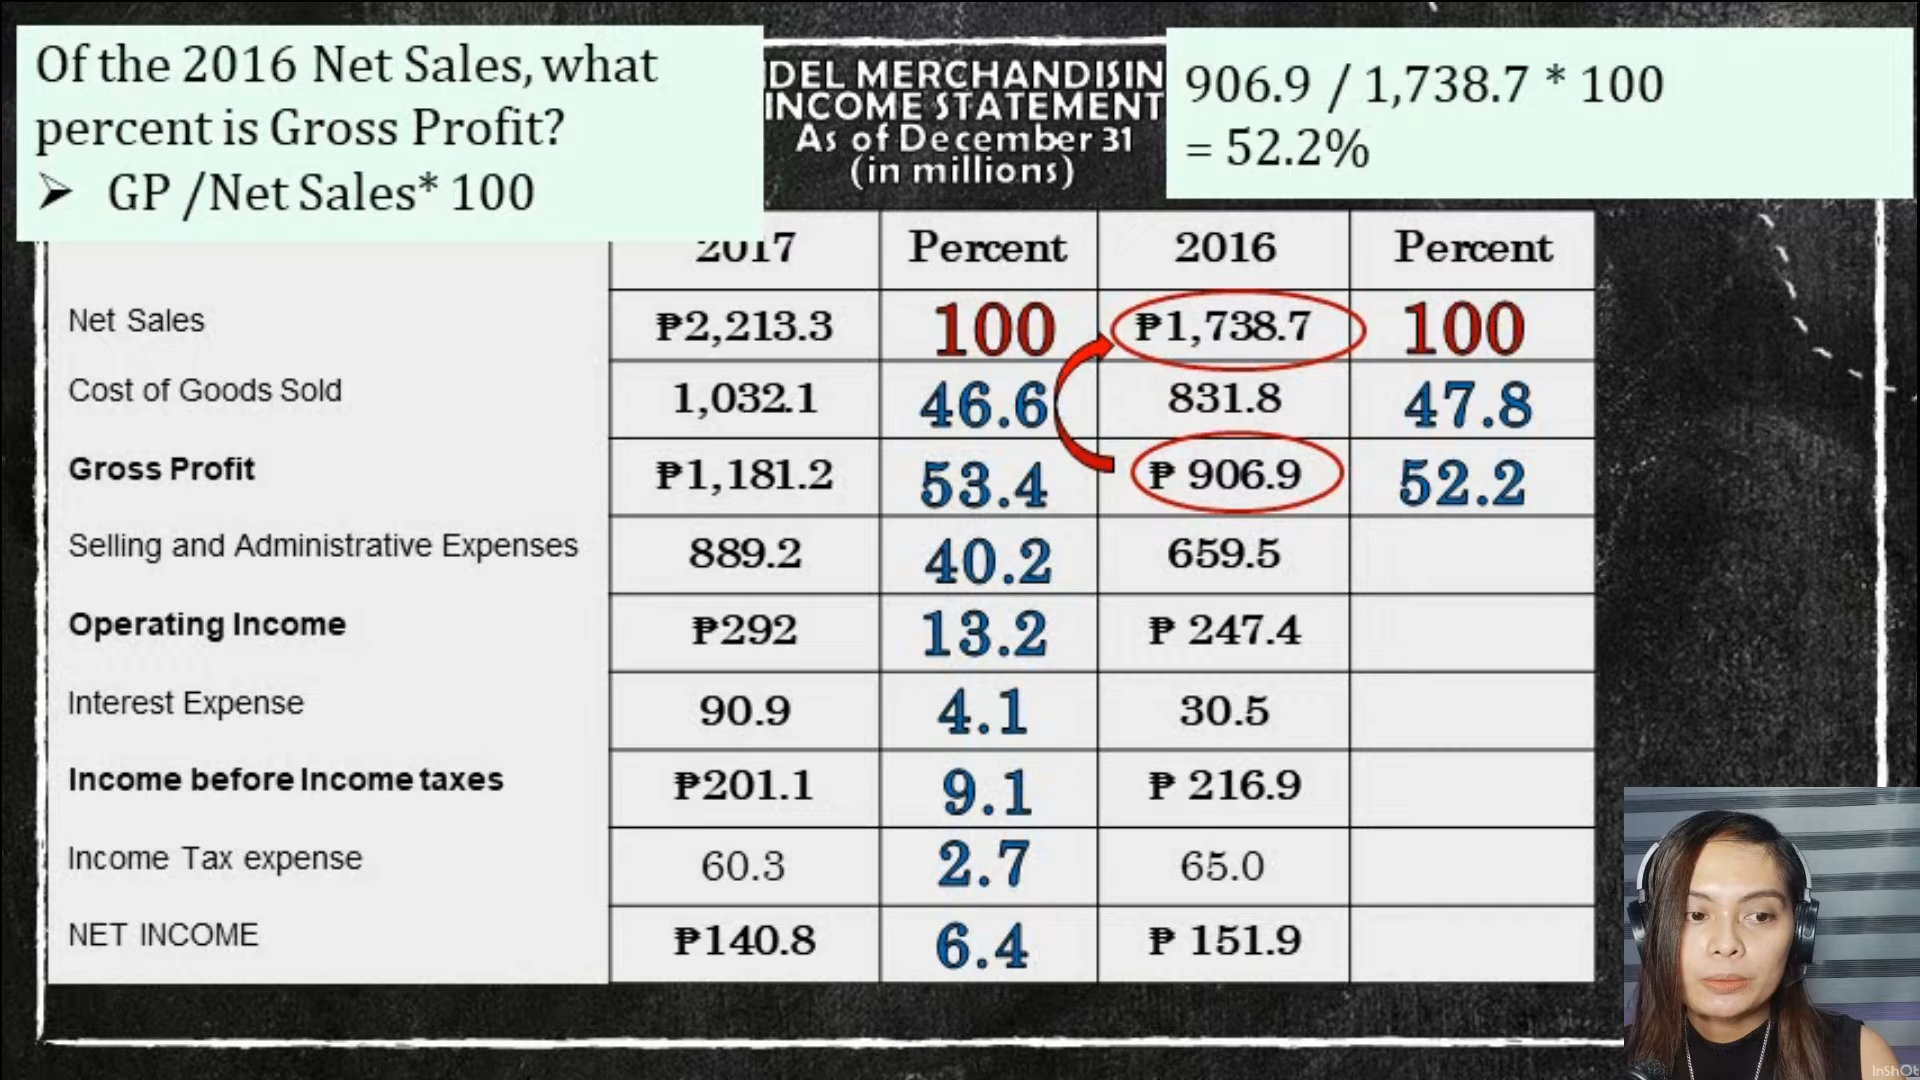 Of the 2016 Net Sales, what
percent is Gross Profit?
➢ GP /Net Sales* 100
DEL MERCHANDISIN
INCOME STATEMENT
As of December 31
(in millions)
906.9 / 1,738.7 * 100
= 52.2%
2017 Percent 2016 Percent
Net Sales ₱2,213.3 100 ₱1,738.7 100
Cost of Goods Sold 1,032.1 46.6 831.8 47.8
Gross Profit ₱1,181.2 53.4 ₱ 906.9 52.2
Selling and Administrative Expenses 889.2 40.2 659.5
Operating Income ₱292 13.2 ₱ 247.4
Interest Expense 90.9 4.1 30.5
Income before Income taxes ₱201.1 9.1 ₱ 216.9
Income Tax expense 60.3 2.7 65.0
NET INCOME ₱140.8 6.4 ₱ 151.9
InShOt